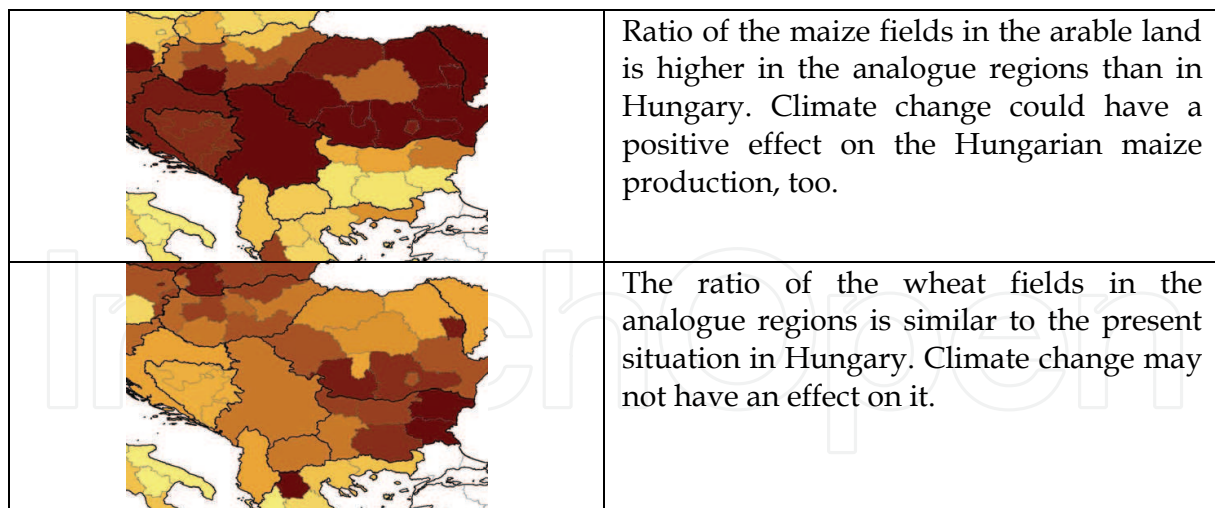 Ratio of the maize fields in the arable land
is higher in the analogue regions than in
Hungary. Climate change could have a
positive effect on the Hungarian maize
production, too.
The ratio of the wheat fields in the
analogue regions is similar to the present
situation in Hungary. Climate change may
not have an effect on it.
IntechOpen